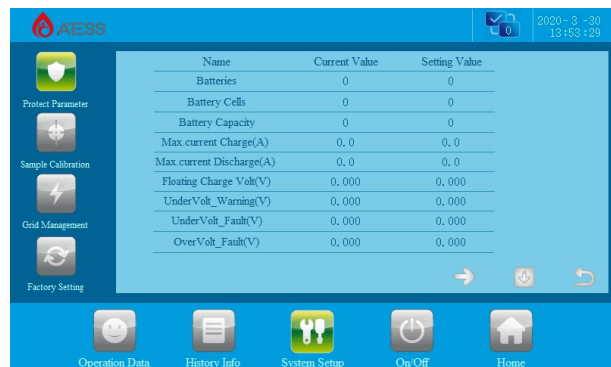 ATESS
0
2020-3-30
13:53:29
Name Current Value Setting Value
Batteries 0 0
Battery Cells 0 0
Battery Capacity 0 0
Max.current Charge(A) 0.0 0.0
Max.current Discharge(A) 0.0 0.0
Floating Charge Volt(V) 0.000 0.000
UnderVolt_Warning(V) 0.000 0.000
UnderVolt_Fault(V) 0.000 0.000
OverVolt_Fault(V) 0.000 0.000
Protect Parameter
Sample Calibration
Grid Management
Factory Setting
Operation Data History Info System Setup On/Off Home